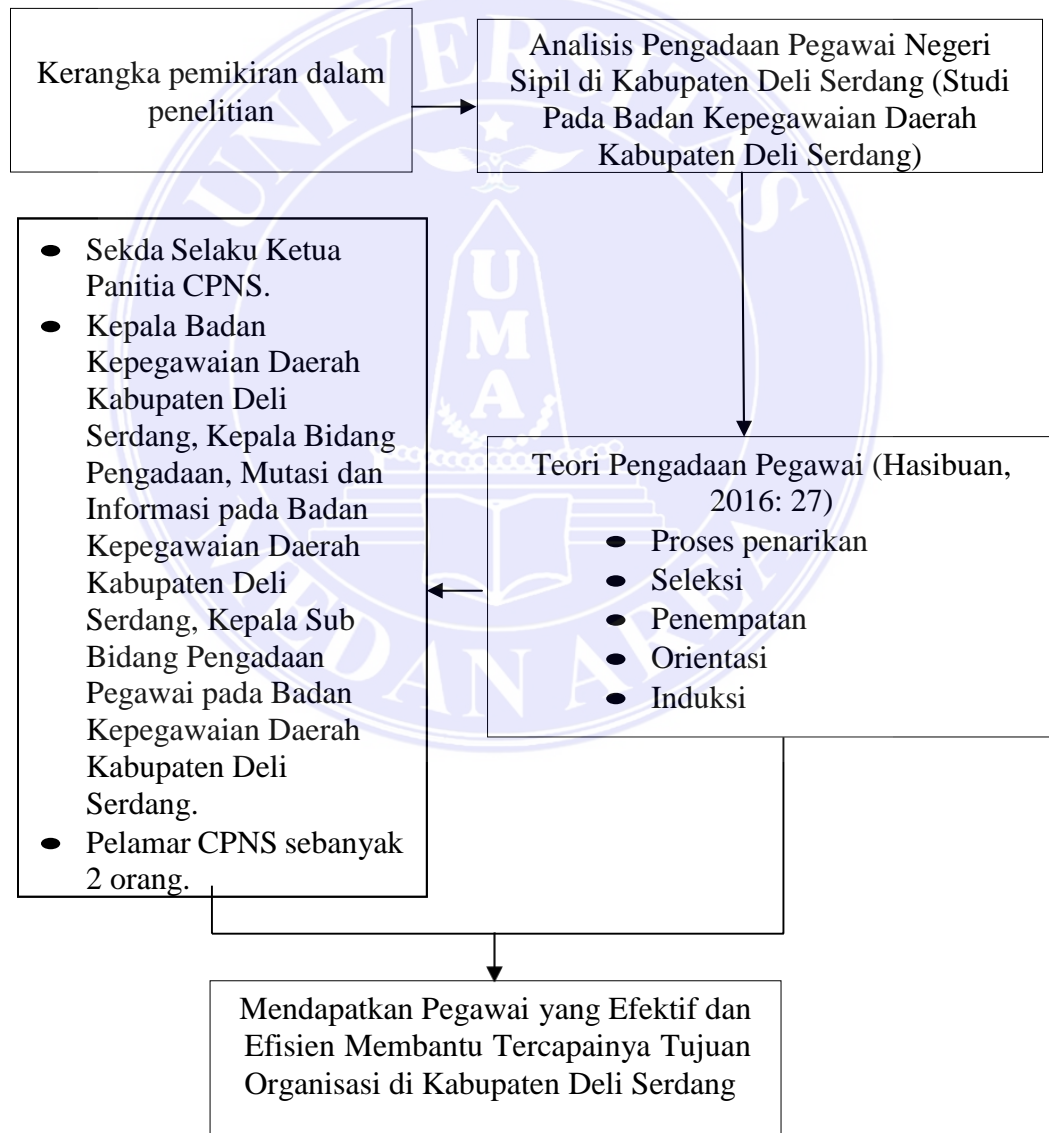 Kerangka pemikiran dalam
penelitian
Analisis Pengadaan Pegawai Negeri
Sipil di Kabupaten Deli Serdang (Studi
Pada Badan Kepegawaian Daerah
Kabupaten Deli Serdang)
● Sekda Selaku Ketua
Panitia CPNS.
● Kepala Badan
Kepegawaian Daerah
Kabupaten Deli
Serdang, Kepala Bidang
Pengadaan, Mutasi dan
Informasi pada Badan
Kepegawaian Daerah
Kabupaten Deli
Serdang, Kepala Sub
Bidang Pengadaan
Pegawai pada Badan
Kepegawaian Daerah
Kabupaten Deli
Serdang.
● Pelamar CPNS sebanyak
2 orang.
Teori Pengadaan Pegawai (Hasibuan,
2016: 27)
● Proses penarikan
● Seleksi
● Penempatan
● Orientasi
● Induksi
Mendapatkan Pegawai yang Efektif dan
Efisien Membantu Tercapainya Tujuan
Organisasi di Kabupaten Deli Serdang
UNIVERSITAS
MEDAN AREA
UMA